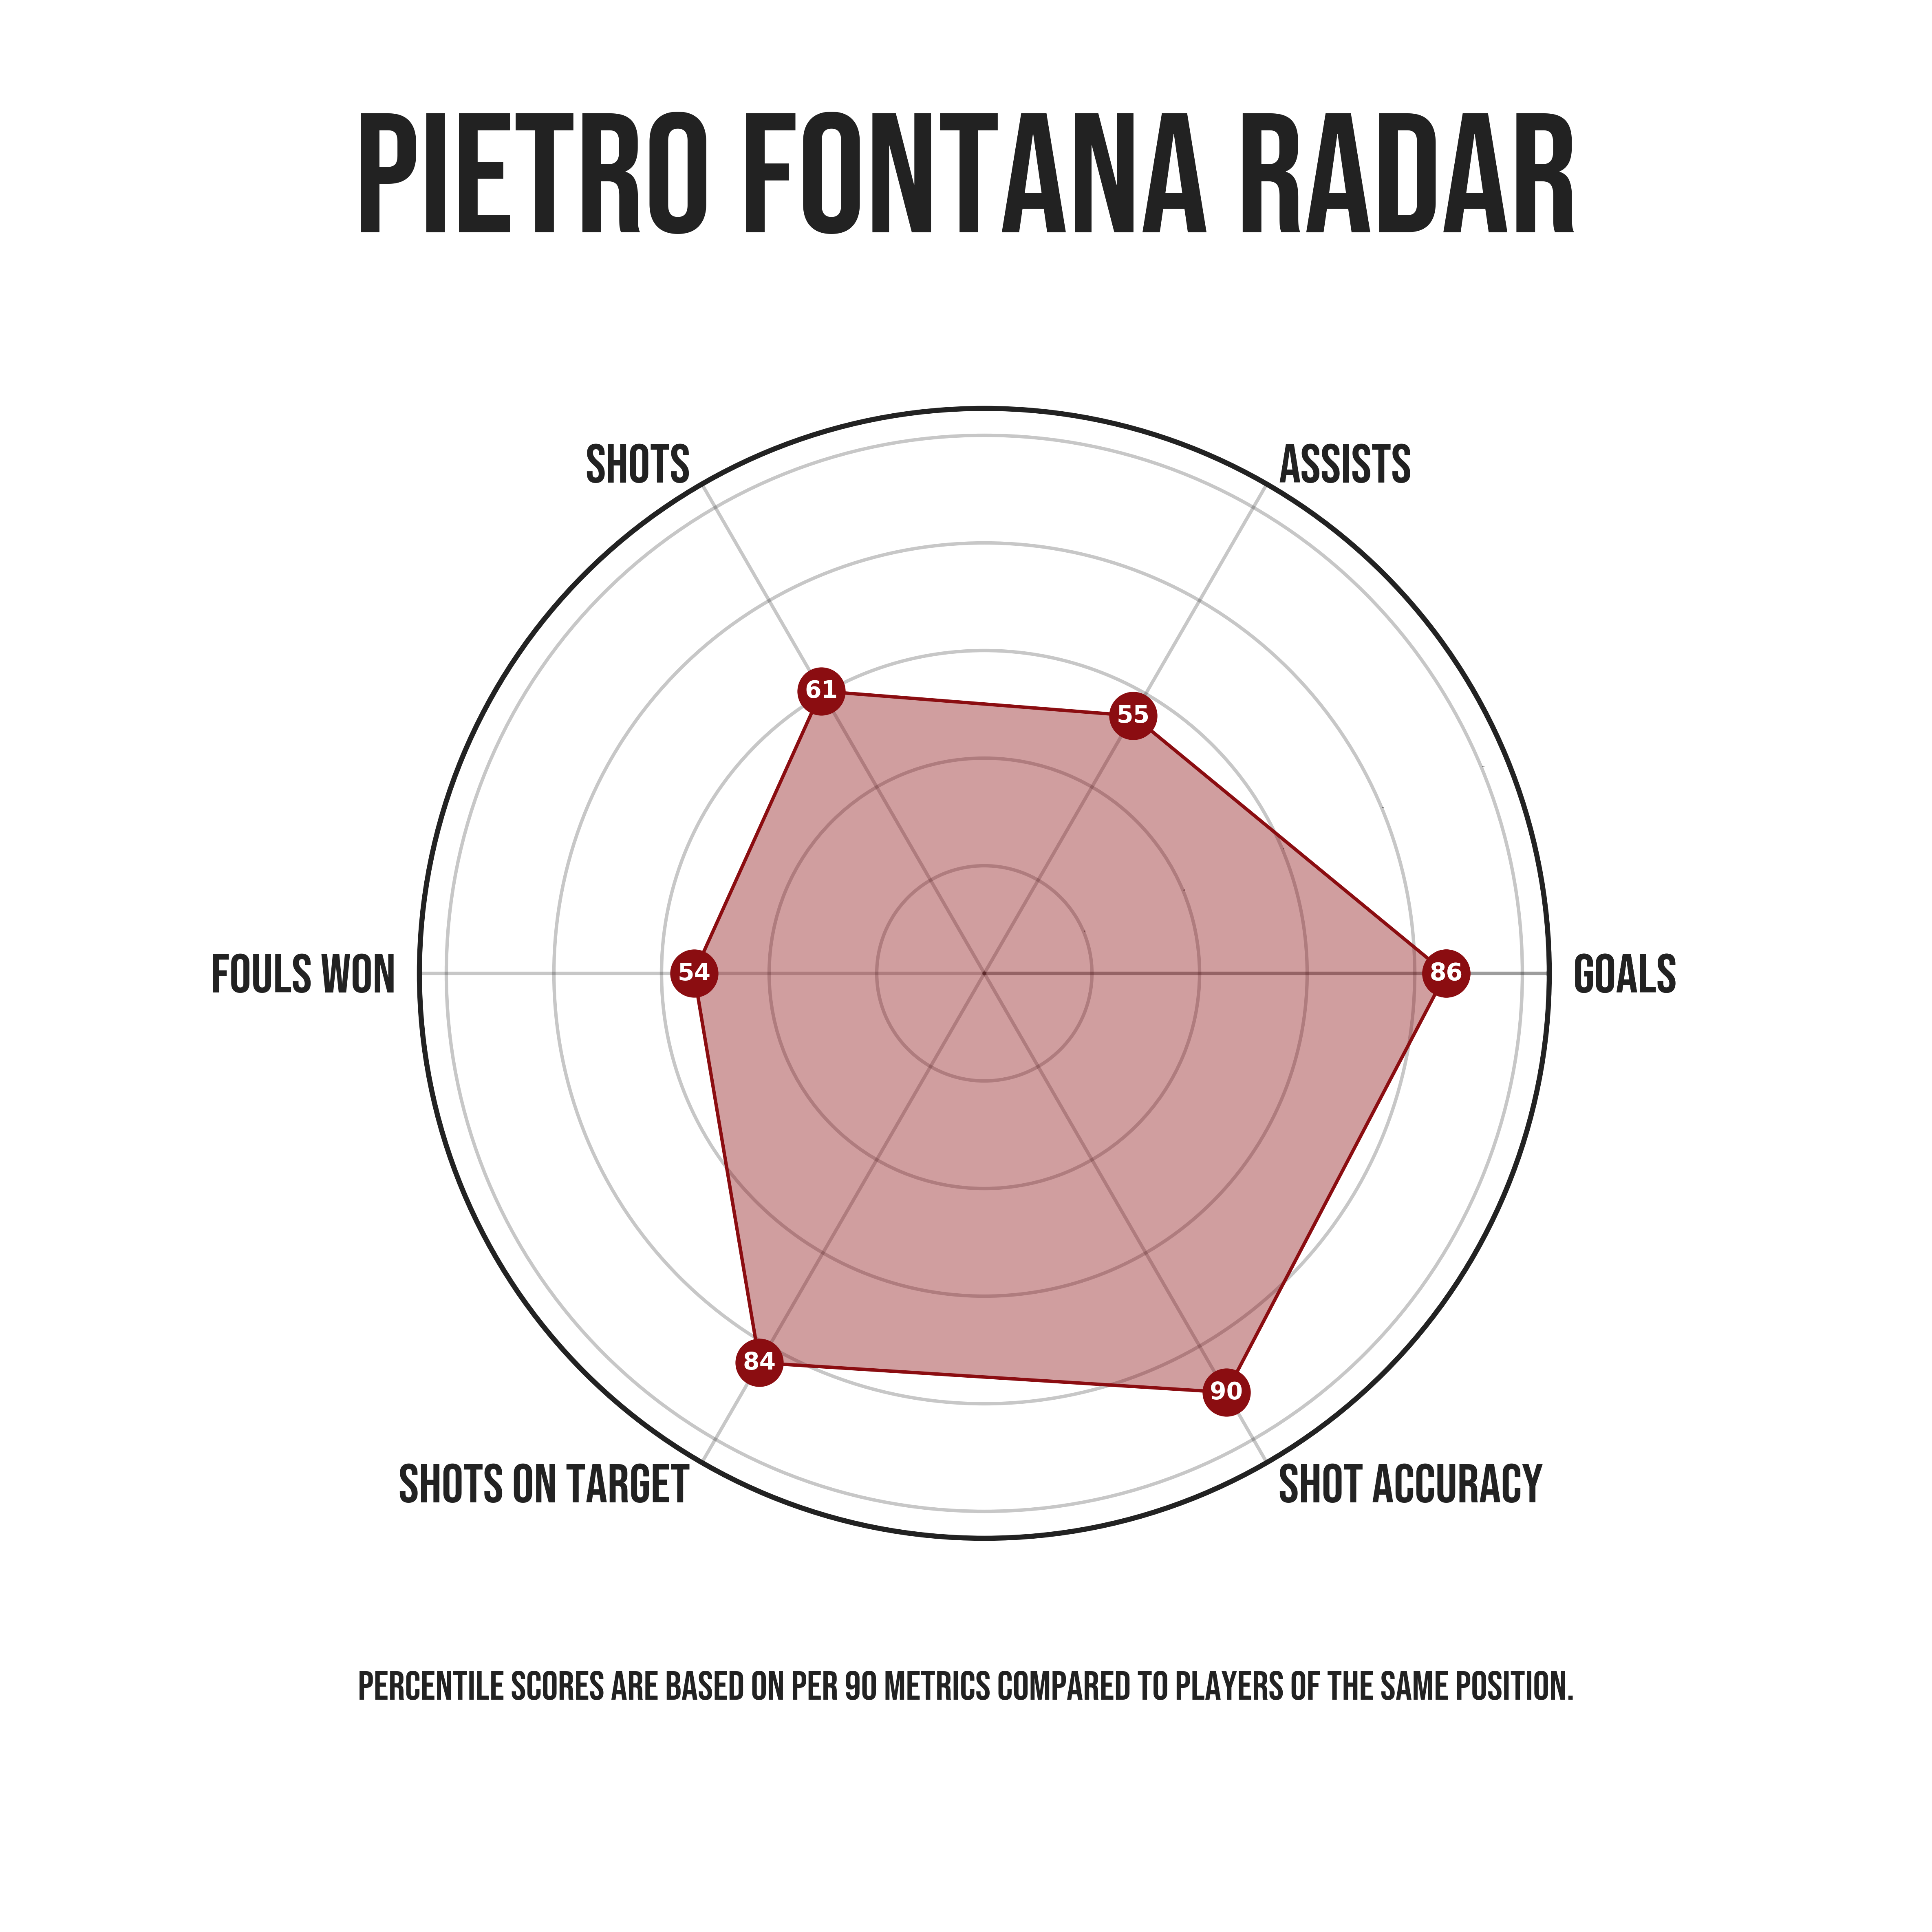 PIETRO FONTANA RADAR
SHOTS
ASSISTS
61
55
FOULS WON
54
86
GOALS
84
90
SHOTS ON TARGET
SHOT ACCURACY
PERCENTILE SCORES ARE BASED ON PER 90 METRICS COMPARED TO PLAYERS OF THE SAME POSITION.